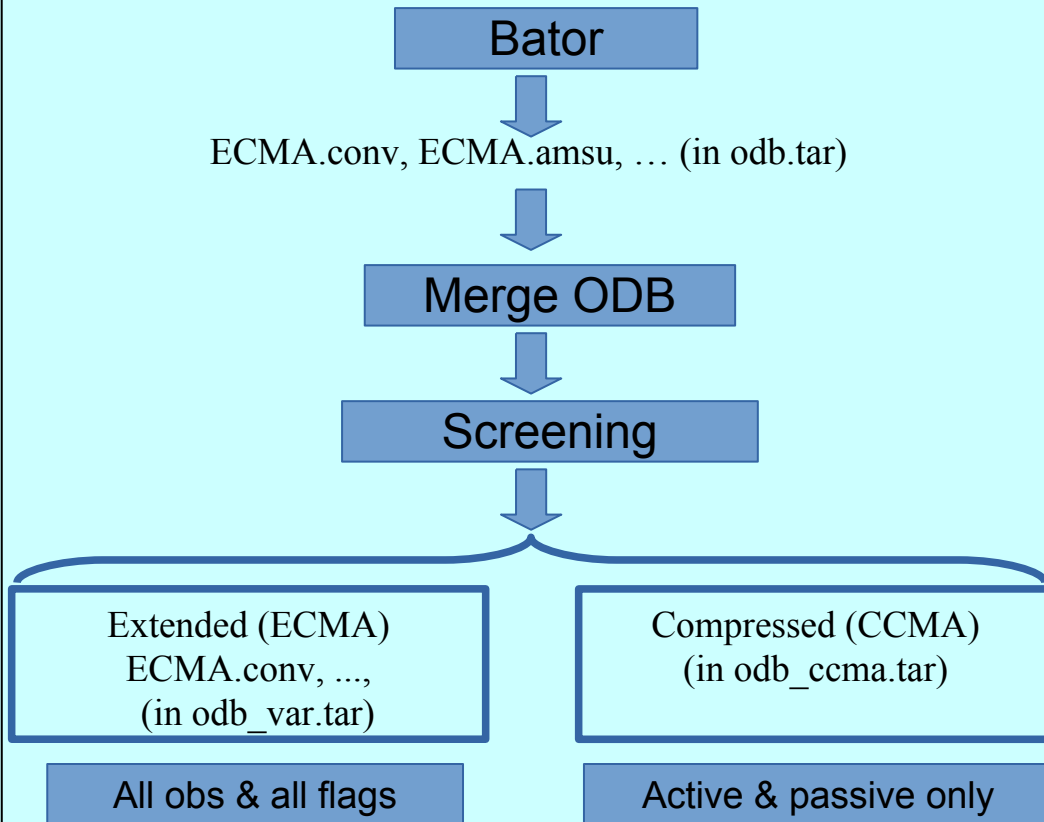 Bator
ECMA.conv, ECMA.amsu, … (in odb.tar)
Merge ODB
Screening
Extended (ECMA)
ECMA.conv, ...,
(in odb_var.tar)
Compressed (CCMA)
(in odb_ccma.tar)
All obs & all flags
Active & passive only